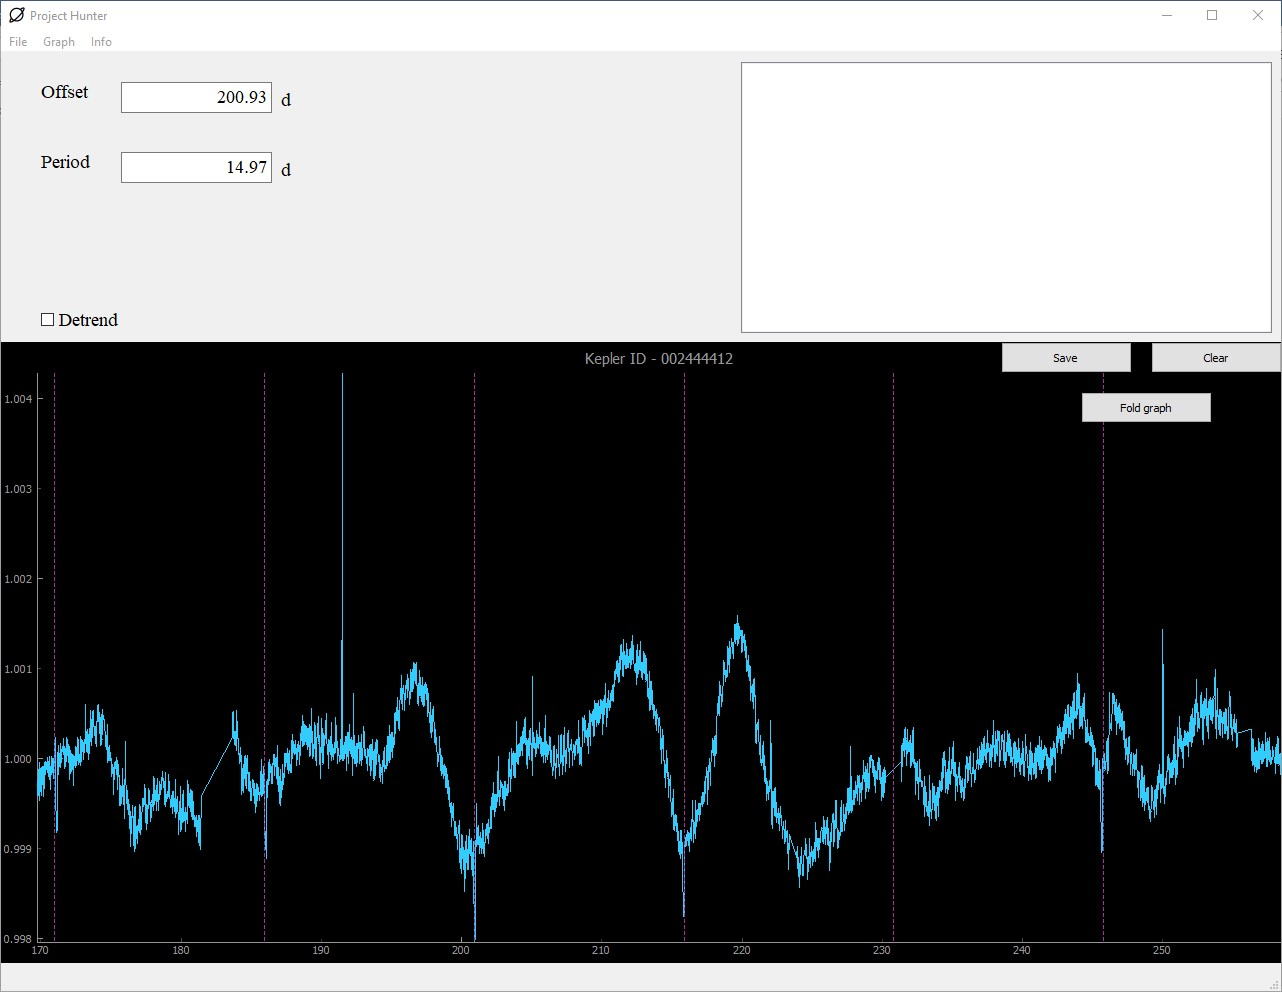 Project Hunter
File Graph Info
Offset 200.93 d
Period 14.97 d
Detrend
Kepler ID - 002444412
Save Clear
Fold graph
1.004
1.003
1.002
1.001
1.000
0.999
0.998
170 180 190 200 210 220 230 240 250